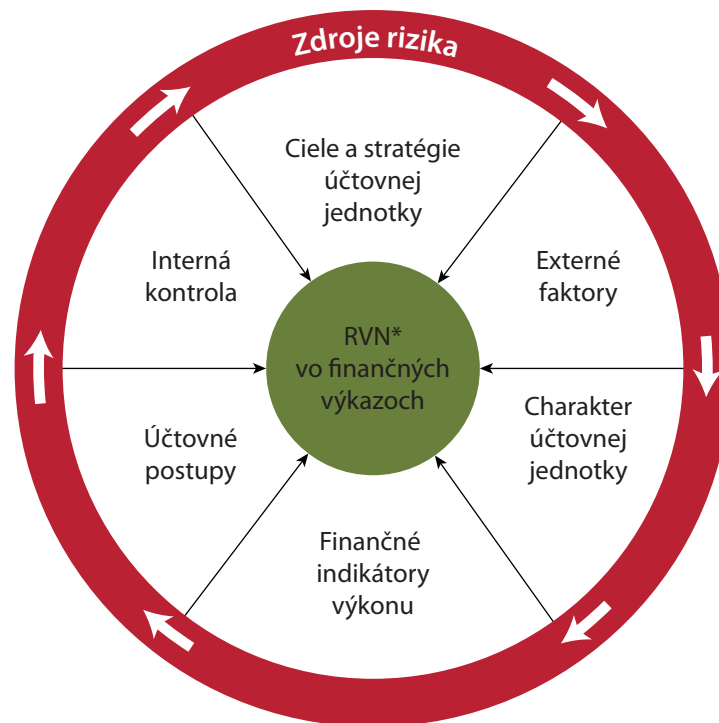 Zdroje rizika
Ciele a stratégie
účtovnej
jednotky
Externé
faktory
Charakter
účtovnej
jednotky
Finančné
indikátory
výkonu
Účtovné
postupy
Interná
kontrola
RVN*
vo finančných
výkazoch